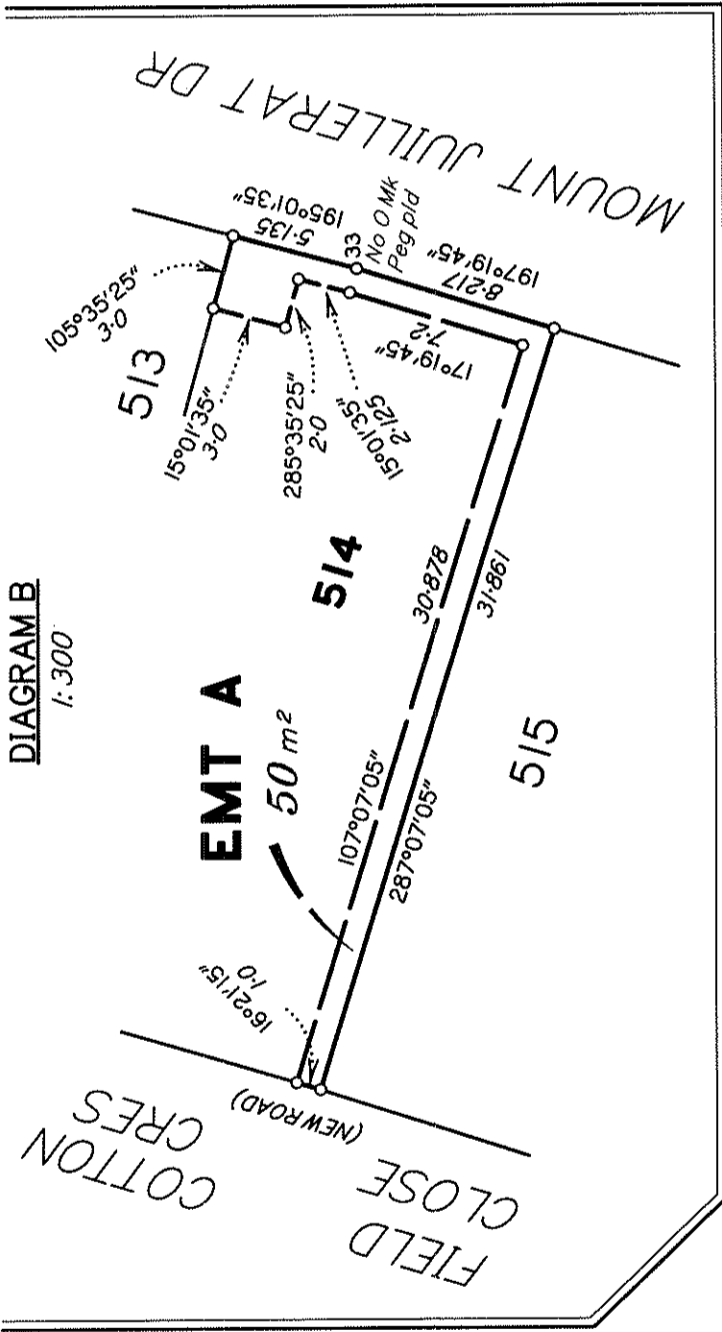 DIAGRAM B
1:300
MOUNT JUILLERAT DR
195°01'35"
5·135
33
No O Mk
Peg pld
197°19'45"
8·217
105°35'25"
3·0
513
15°01'35"
3·0
285°35'25"
2·0
15°01'35"
2·125
17°19'45"
7·2
514
EMT A
50 m²
30·878
107°07'05"
31·861
287°07'05"
515
16°21'15"
1·0
(NEW ROAD)
COTTON
CRES
FIELD
CLOSE